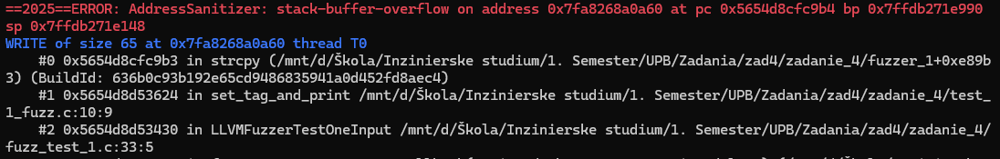 ==2025==ERROR: AddressSanitizer: stack-buffer-overflow on address 0x7fa8268a0a60 at pc 0x5654d8cfc9b4 bp 0x7ffdb271e990
sp 0x7ffdb271e148
WRITE of size 65 at 0x7fa8268a0a60 thread T0
    #0 0x5654d8cfc9b3 in strcpy (/mnt/d/Škola/Inzinierske studium/1. Semester/UPB/Zadania/zad4/zadanie_4/fuzzer_1+0xe89b
3) (BuildId: 636b0c93b192e65cd9486835941a0d452fd8aec4)
    #1 0x5654d8d53624 in set_tag_and_print /mnt/d/Škola/Inzinierske studium/1. Semester/UPB/Zadania/zad4/zadanie_4/test_
1_fuzz.c:10:9
    #2 0x5654d8d53430 in LLVMFuzzerTestOneInput /mnt/d/Škola/Inzinierske studium/1. Semester/UPB/Zadania/zad4/zadanie_4/
fuzz_test_1.c:33:5